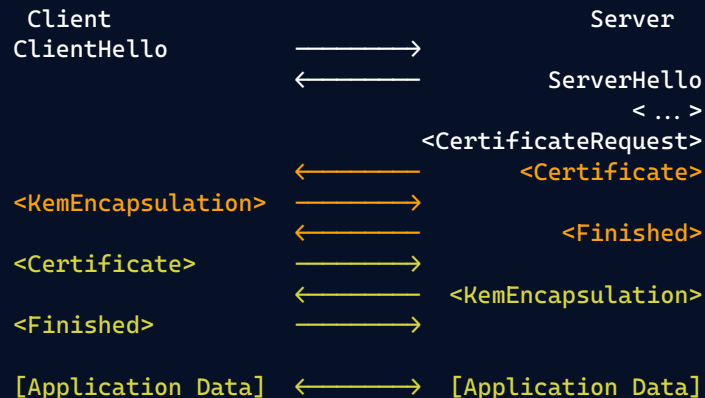 Client Server
ClientHello ────────>
<──────── ServerHello
<...>
<CertificateRequest>
<──────── <Certificate>
<KemEncapsulation> ────────>
<──────── <Finished>
<Certificate> ────────>
<──────── <KemEncapsulation>
<Finished> ────────>
[Application Data] <───────> [Application Data]